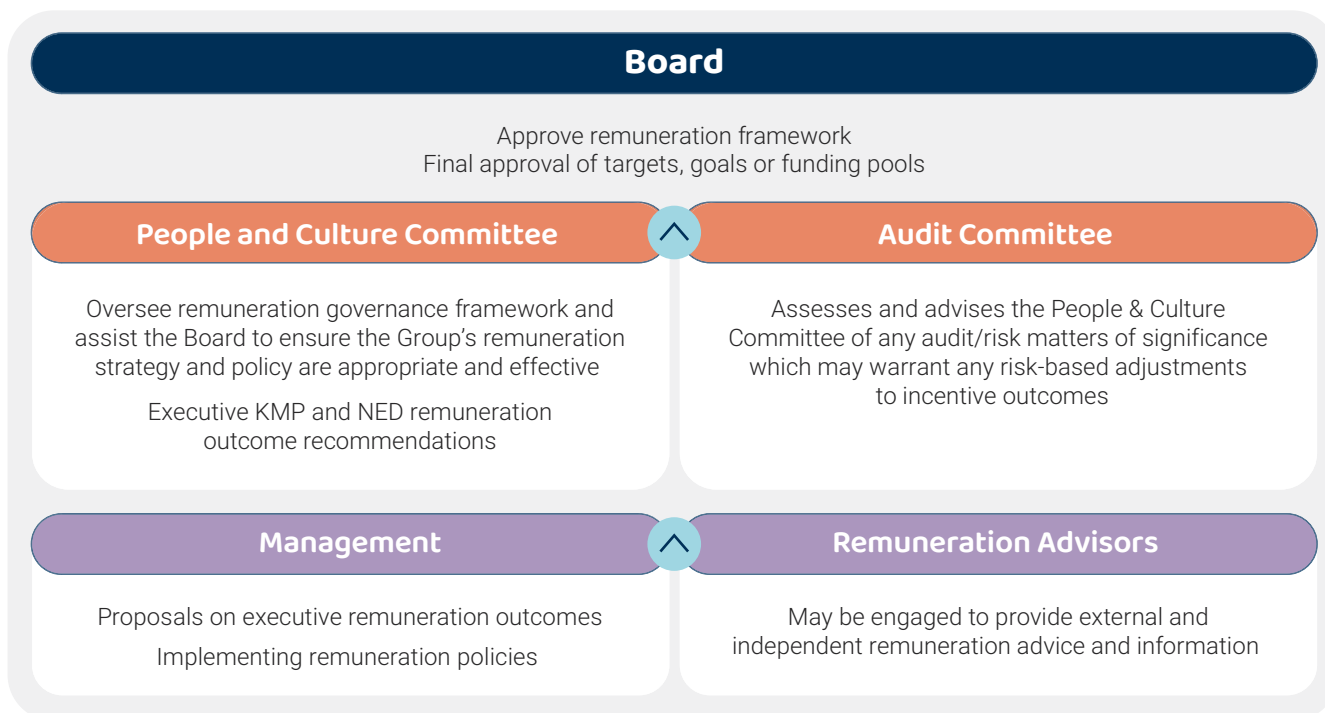 Board
Approve remuneration framework
Final approval of targets, goals or funding pools
People and Culture Committee
Oversee remuneration governance framework and
assist the Board to ensure the Group’s remuneration
strategy and policy are appropriate and effective
Executive KMP and NED remuneration
outcome recommendations
Audit Committee
Assesses and advises the People & Culture
Committee of any audit/risk matters of significance
which may warrant any risk-based adjustments
to incentive outcomes
Management
Proposals on executive remuneration outcomes
Implementing remuneration policies
Remuneration Advisors
May be engaged to provide external and
independent remuneration advice and information